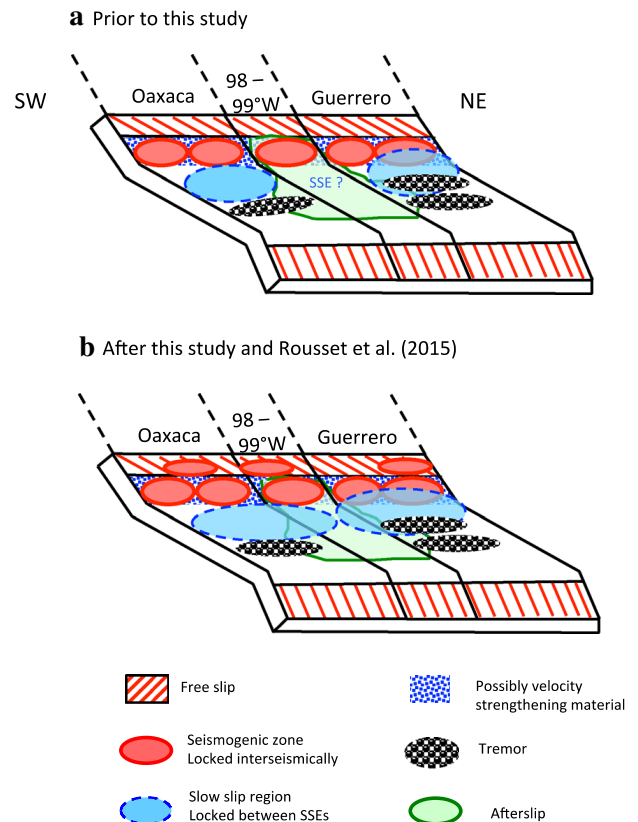 a Prior to this study
SW
Oaxaca
98 –
99°W
Guerrero
NE
SSE ?
b After this study and Rousset et al. (2015)
Oaxaca
98 –
99°W
Guerrero
Free slip
Possibly velocity
strengthening material
Seismogenic zone
Locked interseismically
Tremor
Slow slip region
Locked between SSEs
Afterslip